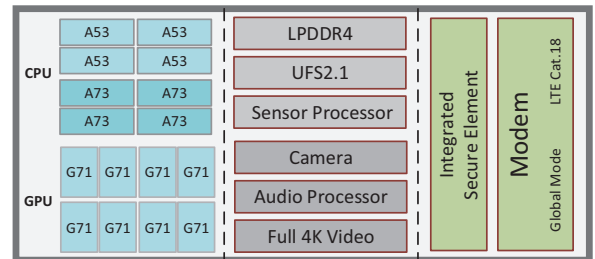 CPU
A53 A53
A53 A53
A73 A73
A73 A73
GPU
G71 G71 G71 G71
G71 G71 G71 G71
LPDDR4
UFS2.1
Sensor Processor
Camera
Audio Processor
Full 4K Video
Integrated
Secure Element
Modem
Global Mode LTE Cat.18